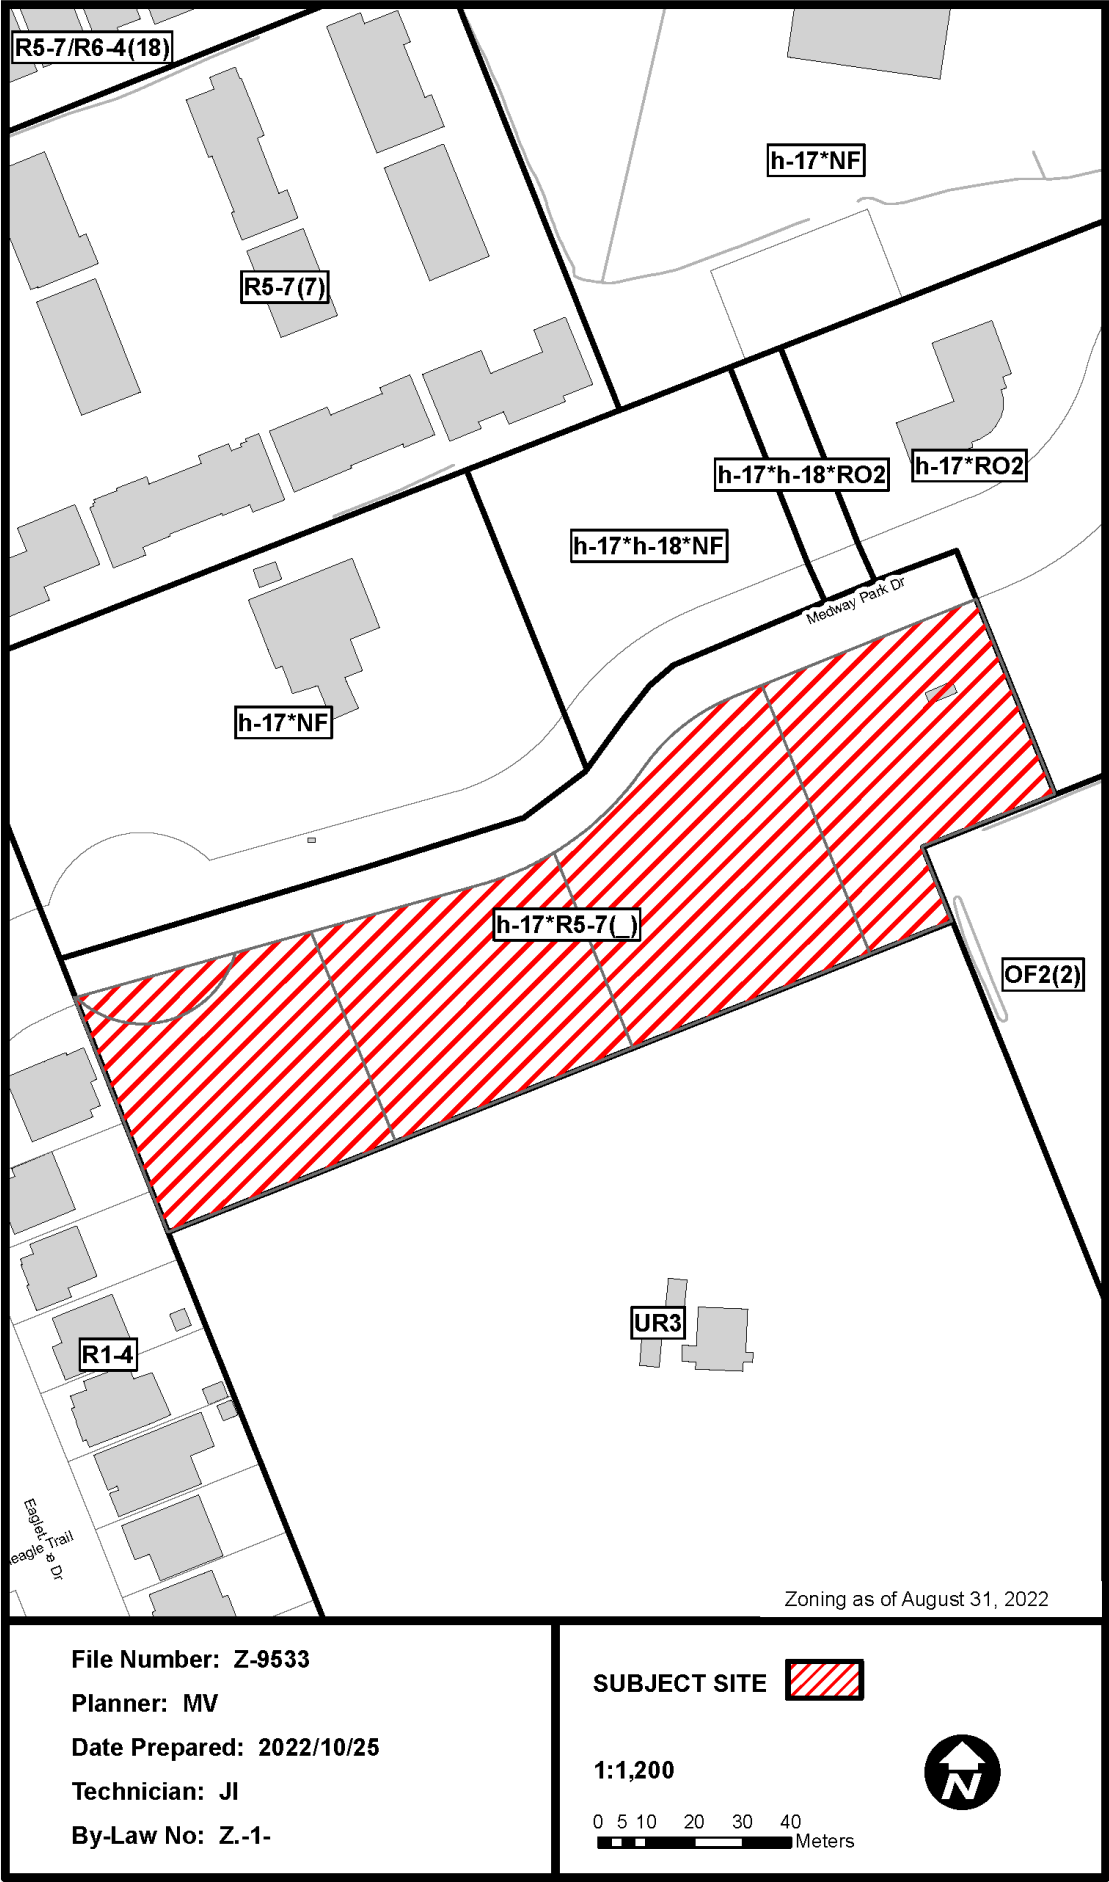 R5-7/R6-4(18)
h-17*NF
R5-7(7)
h-17*h-18*RO2
h-17*RO2
h-17*h-18*NF
Medway Park Dr
h-17*NF
h-17*R5-7(_)
OF2(2)
UR3
R1-4
Eaglet
eagle Trail
e Dr
Zoning as of August 31, 2022
File Number: Z-9533
Planner: MV
Date Prepared: 2022/10/25
Technician: JI
By-Law No: Z.-1-
SUBJECT SITE
1:1,200
0 5 10 20 30 40
Meters
N